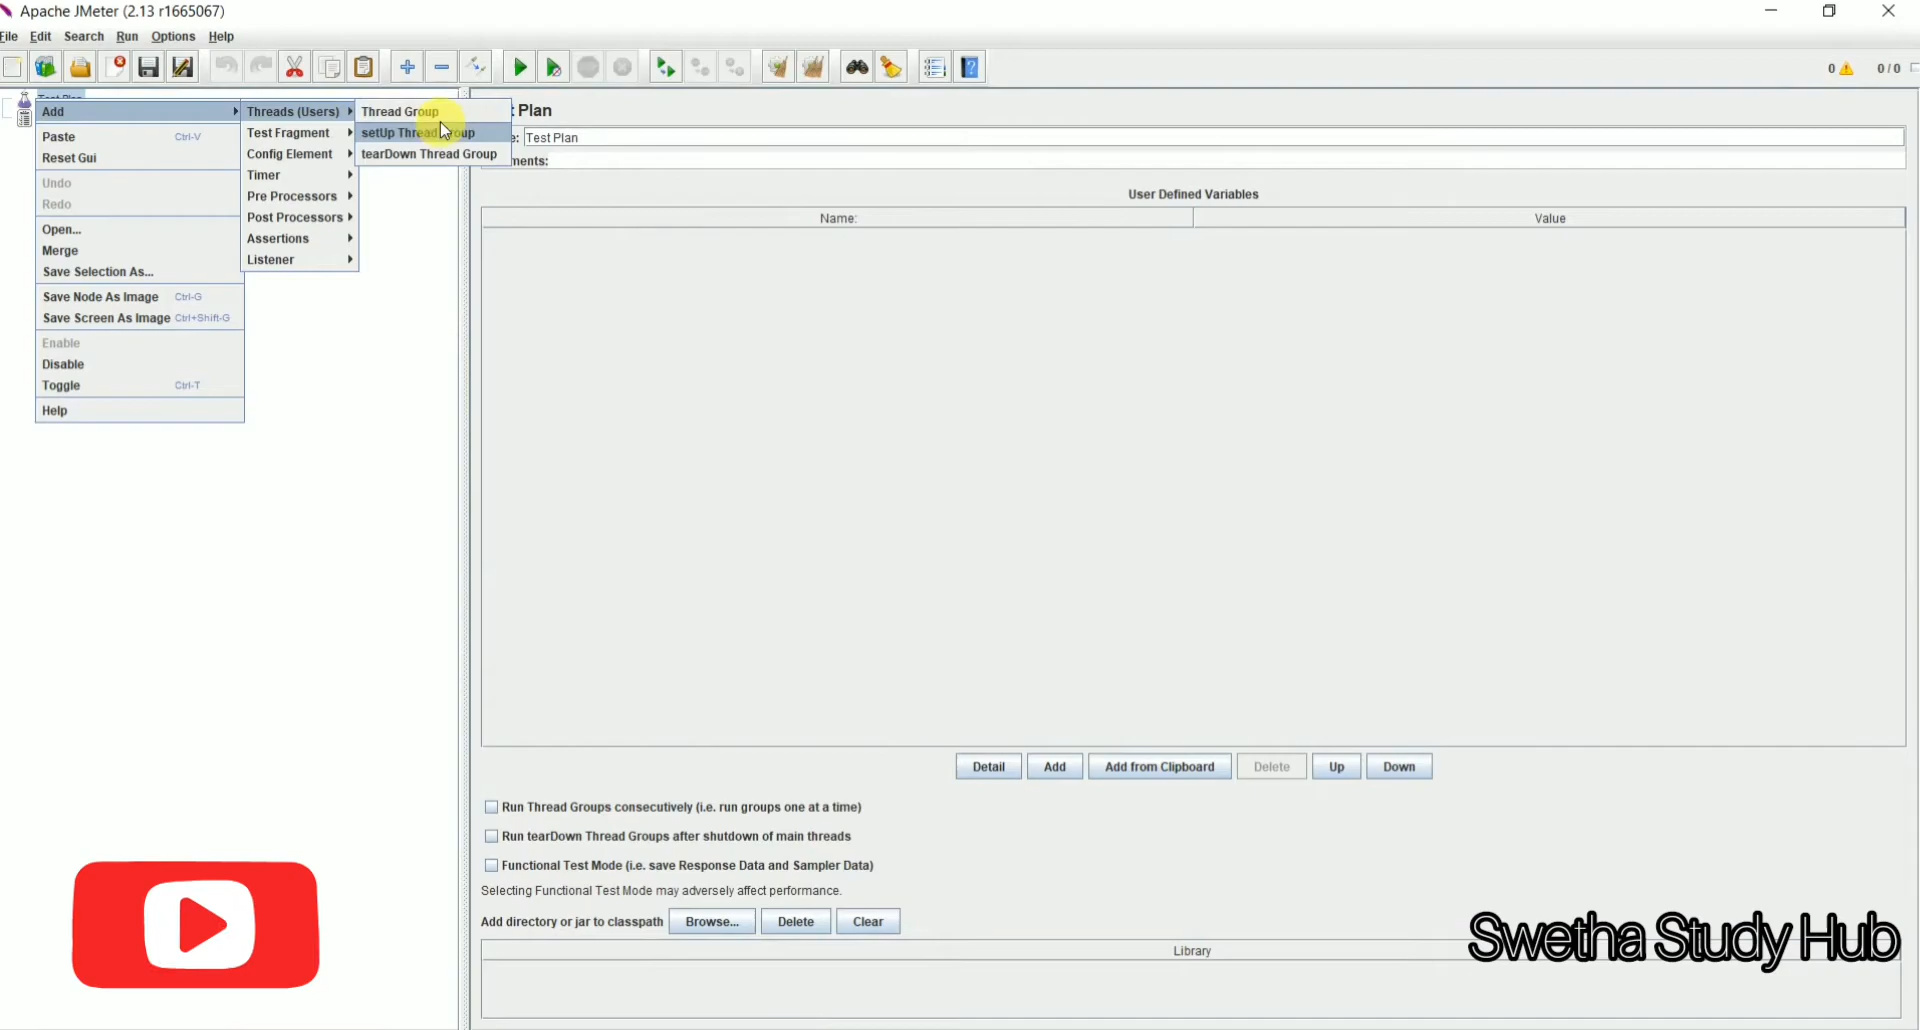 Apache JMeter (2.13 r1665067)
File Edit Search Run Options Help
0 0/0
Test Plan
Add
Paste Ctrl-V
Reset Gui
Undo
Redo
Open...
Merge
Save Selection As...
Save Node As Image Ctrl-G
Save Screen As Image Ctrl+Shift-G
Enable
Disable
Toggle Ctrl-T
Help
Threads (Users)
Test Fragment
Config Element
Timer
Pre Processors
Post Processors
Assertions
Listener
Thread Group
setUp Thread Group
tearDown Thread Group
t Plan
e: Test Plan
ments:
User Defined Variables
Name: Value
Detail Add Add from Clipboard Delete Up Down
Run Thread Groups consecutively (i.e. run groups one at a time)
Run tearDown Thread Groups after shutdown of main threads
Functional Test Mode (i.e. save Response Data and Sampler Data)
Selecting Functional Test Mode may adversely affect performance.
Add directory or jar to classpath Browse... Delete Clear
Library
Swetha Study Hub